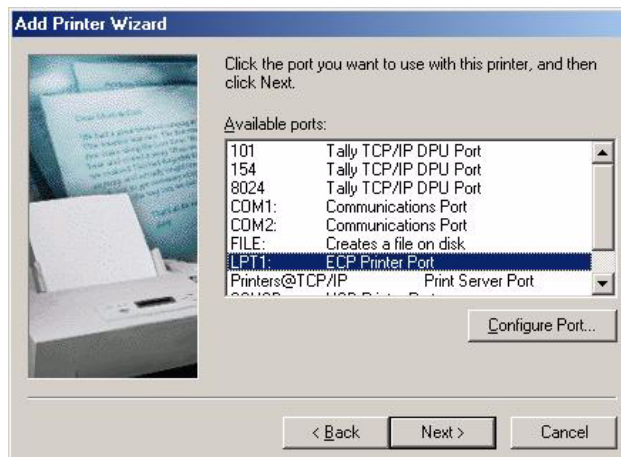 Add Printer Wizard
Click the port you want to use with this printer, and then
click Next.
Available ports:
101 Tally TCP/IP DPU Port
154 Tally TCP/IP DPU Port
8024 Tally TCP/IP DPU Port
COM1: Communications Port
COM2: Communications Port
FILE: Creates a file on disk
LPT1: ECP Printer Port
Printers@TCP/IP Print Server Port
Configure Port...
< Back
Next >
Cancel